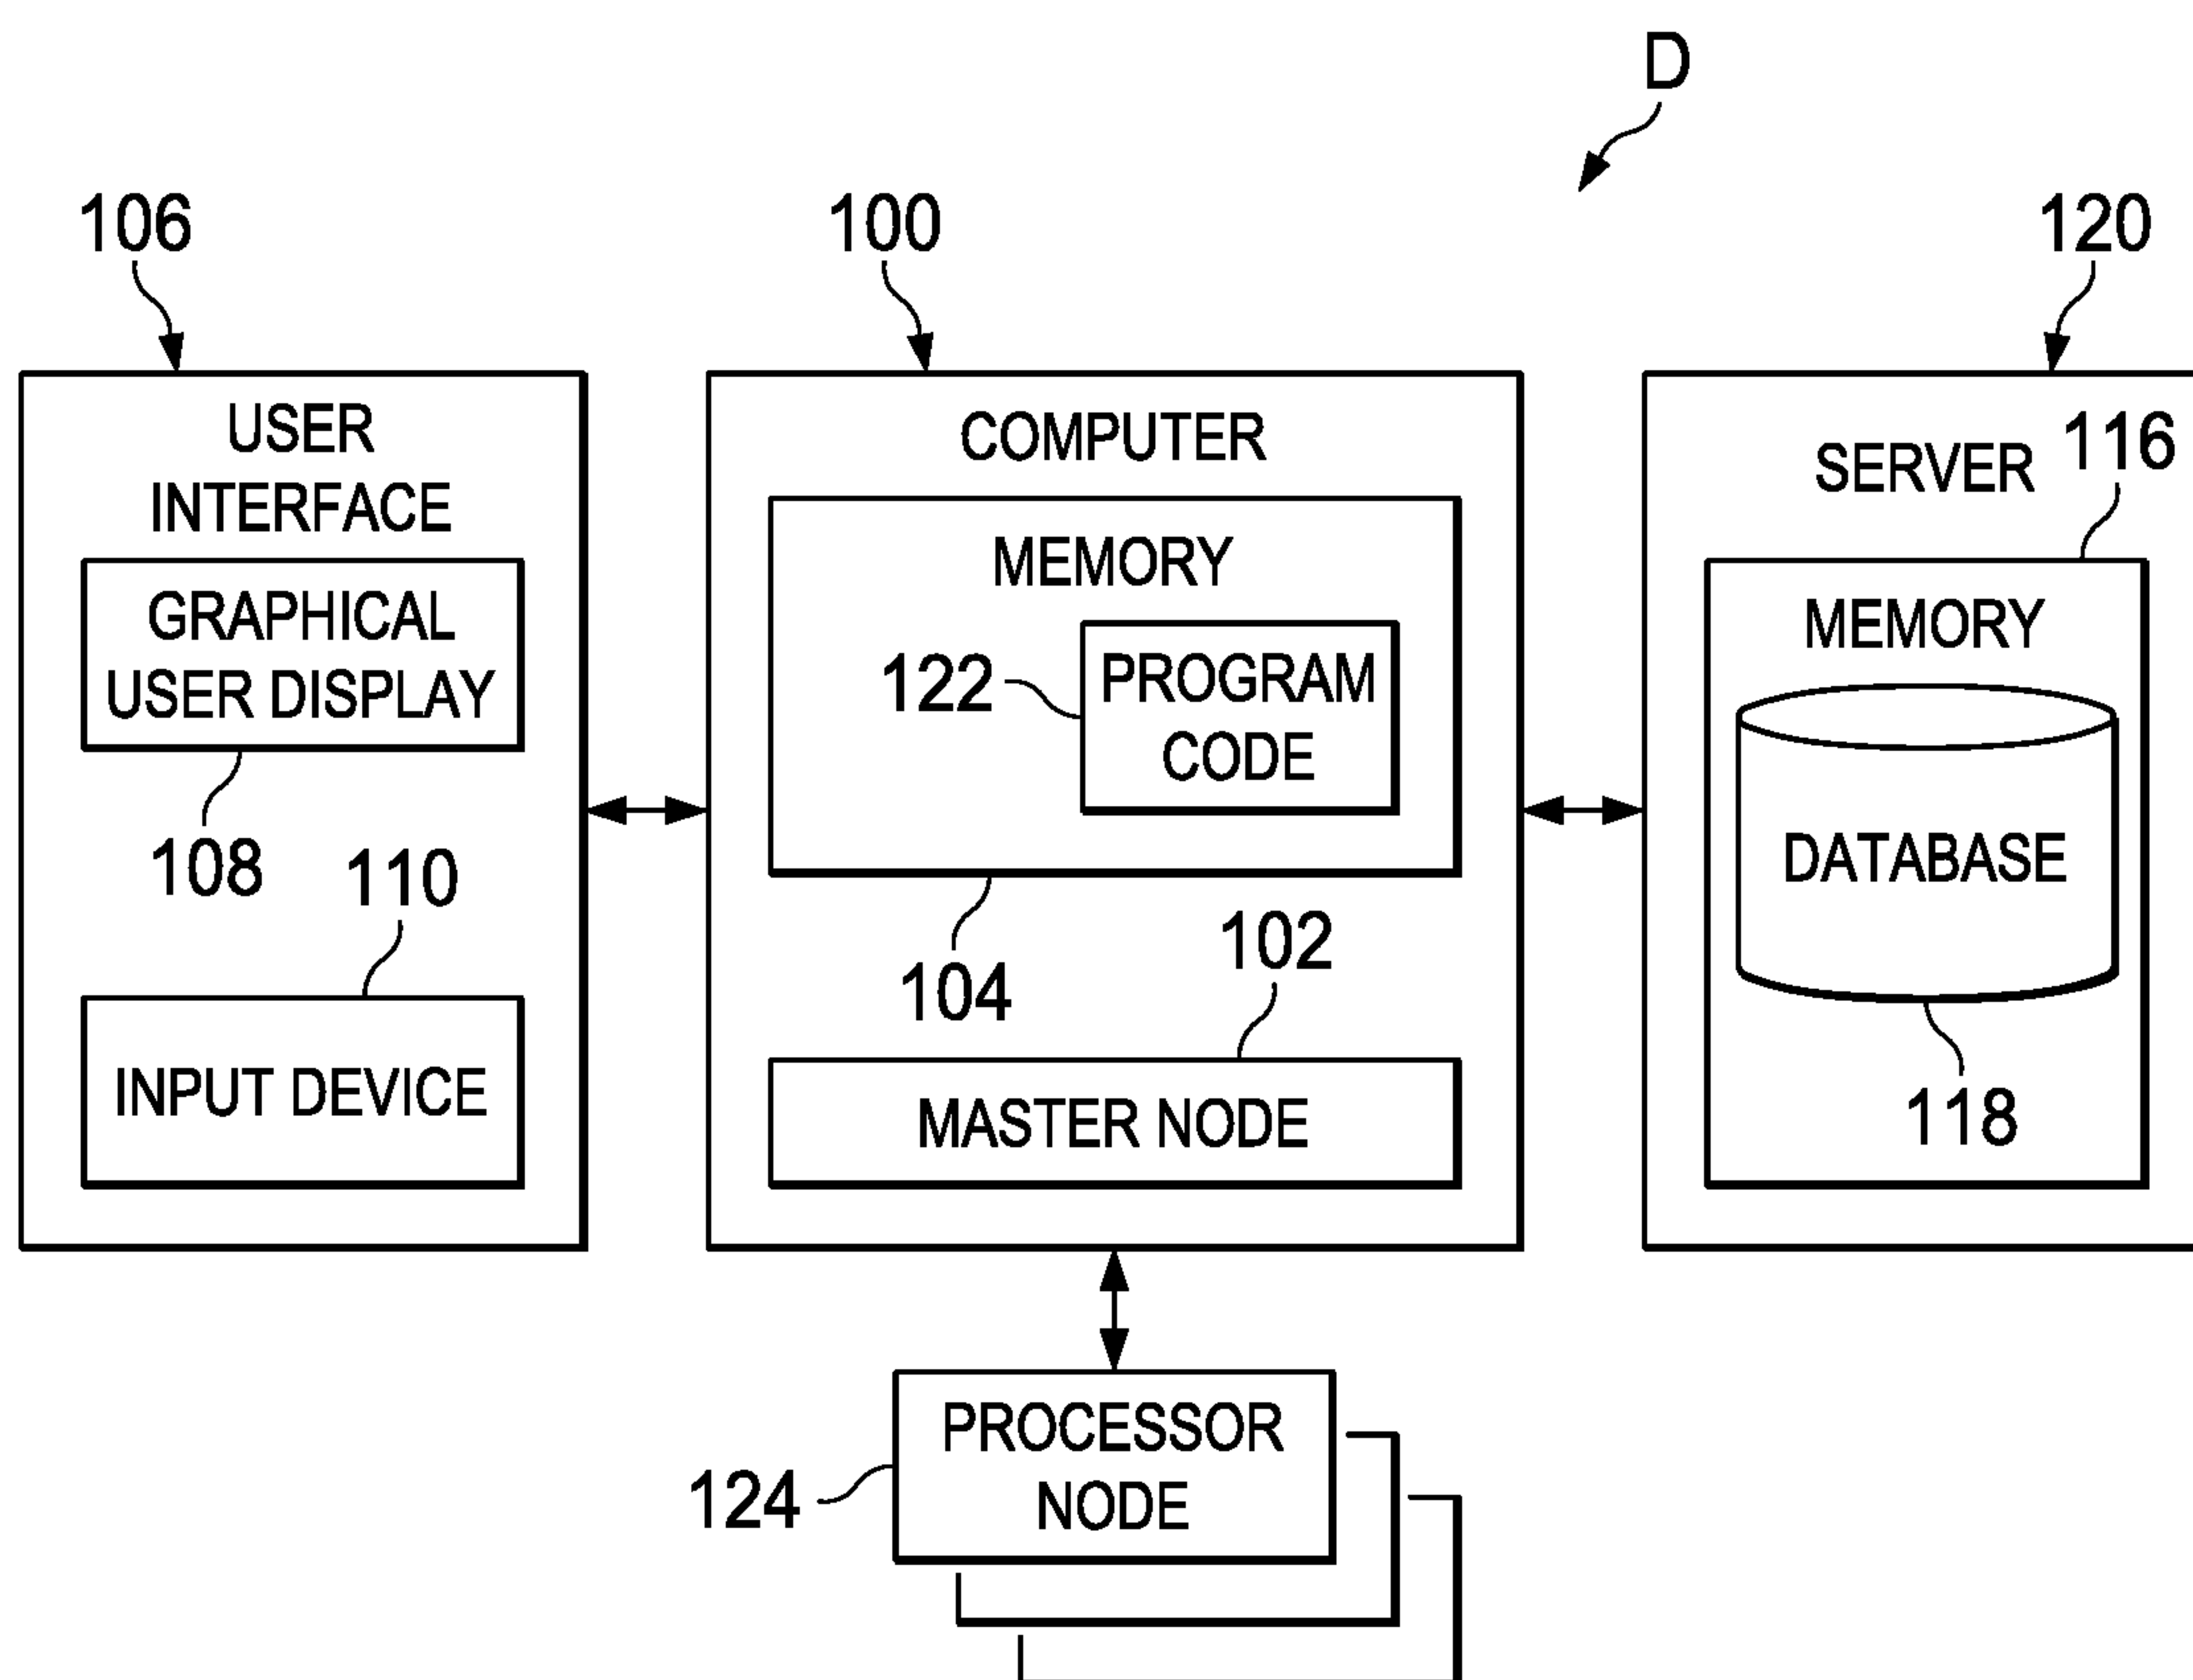 D
106
100
120
USER
INTERFACE
GRAPHICAL
USER DISPLAY
108
110
INPUT DEVICE
COMPUTER
MEMORY
122
PROGRAM
CODE
104
102
MASTER NODE
SERVER
116
MEMORY
DATABASE
118
124
PROCESSOR
NODE